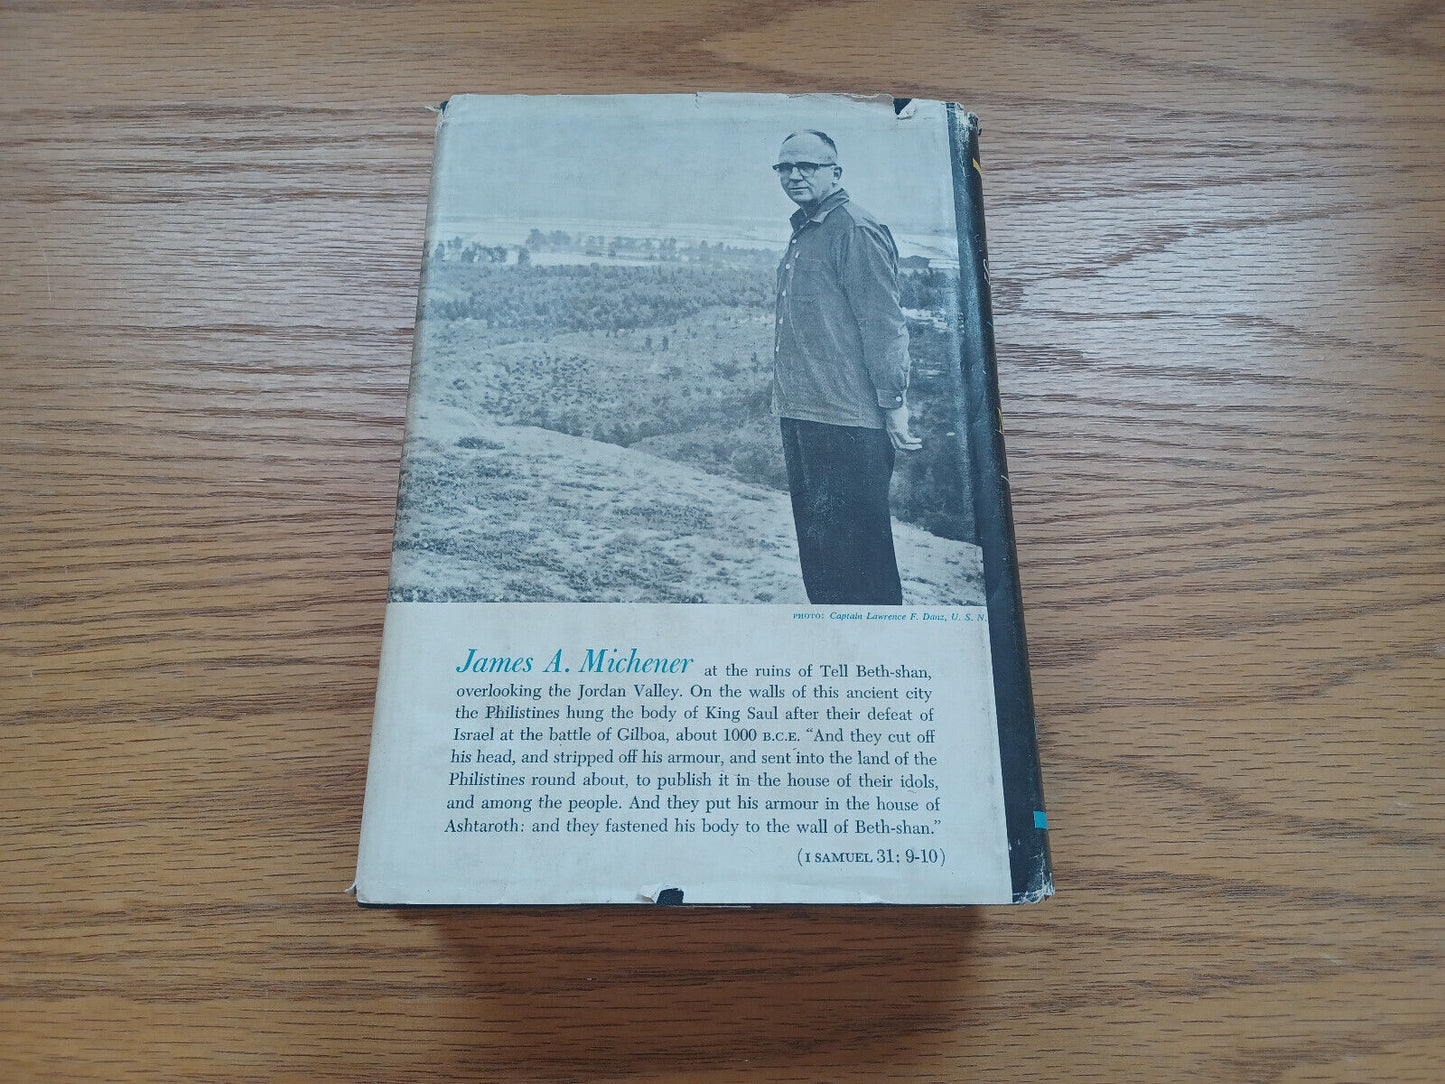 PHOTO: Captain Lawrence F. Danz, U. S. N.
James A. Michener at the ruins of Tell Beth-shan,
overlooking the Jordan Valley. On the walls of this ancient city
the Philistines hung the body of King Saul after their defeat of
Israel at the battle of Gilboa, about 1000 B.C.E. “And they cut off
his head, and stripped off his armour, and sent into the land of the
Philistines round about, to publish it in the house of their idols,
and among the people. And they put his armour in the house of
Ashtaroth: and they fastened his body to the wall of Beth-shan.”
(I SAMUEL 31: 9-10)